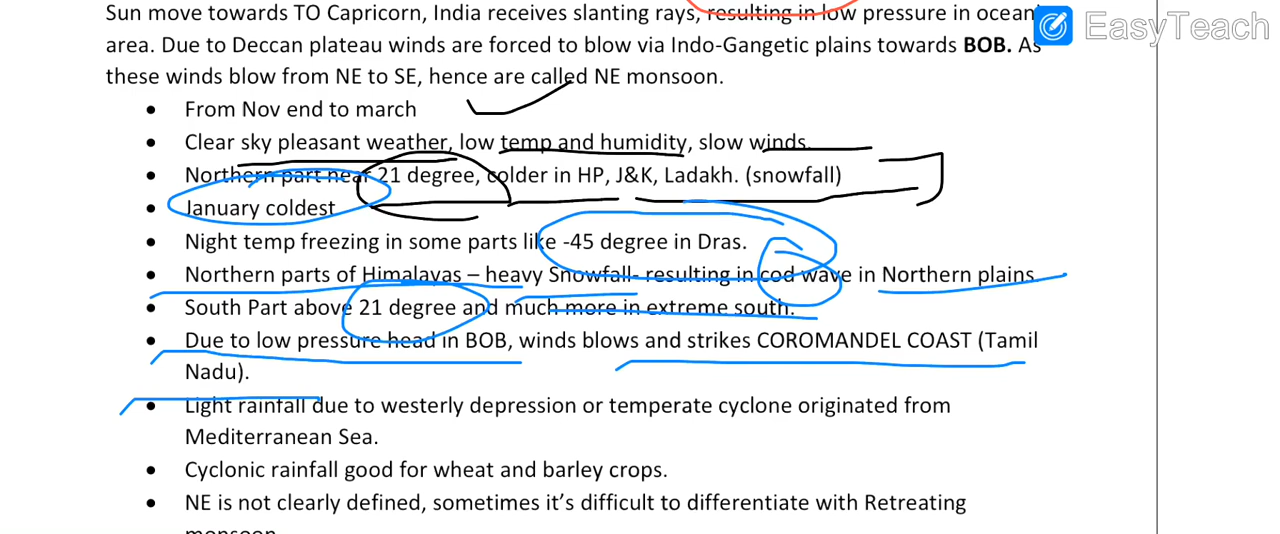 Sun move towards TO Capricorn, India receives slanting rays, resulting in low pressure in ocean
EasyTeach
area. Due to Deccan plateau winds are forced to blow via Indo-Gangetic plains towards BOB. As
these winds blow from NE to SE, hence are called NE monsoon.
• From Nov end to march
• Clear sky pleasant weather, low temp and humidity, slow winds.
• Northern part near 21 degree, colder in HP, J&K, Ladakh. (snowfall)
• January coldest
• Night temp freezing in some parts like -45 degree in Dras.
• Northern parts of Himalayas – heavy Snowfall- resulting in cod wave in Northern plains
• South Part above 21 degree and much more in extreme south.
• Due to low pressure head in BOB, winds blows and strikes COROMANDEL COAST (Tamil
Nadu).
• Light rainfall due to westerly depression or temperate cyclone originated from
Mediterranean Sea.
• Cyclonic rainfall good for wheat and barley crops.
• NE is not clearly defined, sometimes it's difficult to differentiate with Retreating
monsoon